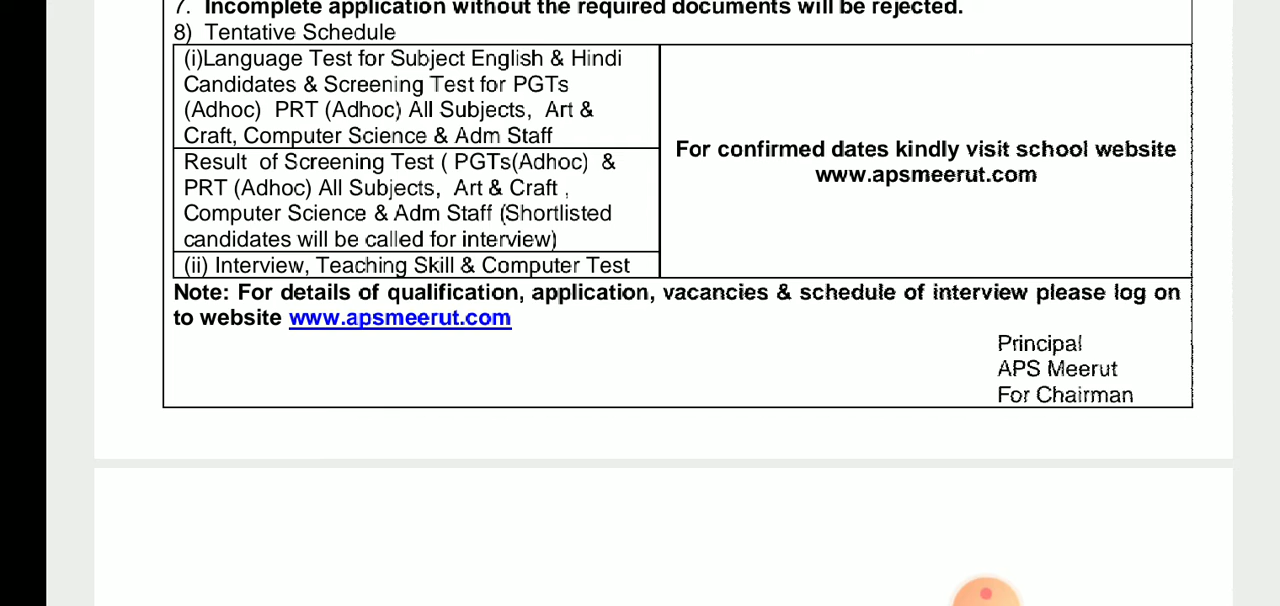 7. Incomplete application without the required documents will be rejected.
8) Tentative Schedule
(i)Language Test for Subject English & Hindi
Candidates & Screening Test for PGTs
(Adhoc) PRT (Adhoc) All Subjects, Art &
Craft, Computer Science & Adm Staff
Result of Screening Test ( PGTs(Adhoc) &
PRT (Adhoc) All Subjects, Art & Craft ,
Computer Science & Adm Staff (Shortlisted
candidates will be called for interview)
(ii) Interview, Teaching Skill & Computer Test
For confirmed dates kindly visit school website
www.apsmeerut.com
Note: For details of qualification, application, vacancies & schedule of interview please log on
to website www.apsmeerut.com
Principal
APS Meerut
For Chairman